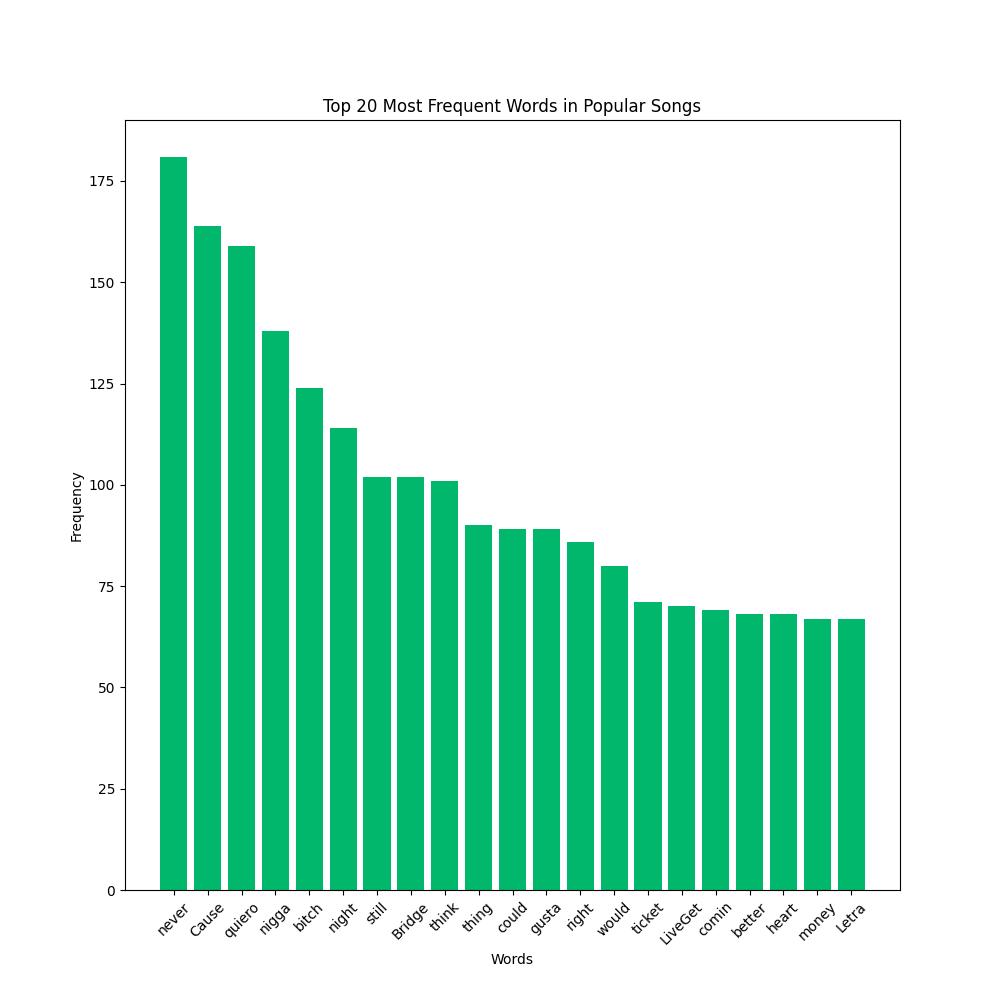 Top 20 Most Frequent Words in Popular Songs
175
150
125
100
75
50
25
0
Frequency
never
Cause
quiero
nigga
bitch
night
still
Bridge
think
thing
could
gusta
right
would
ticket
LiveGet
comin
better
heart
money
Letra
Words